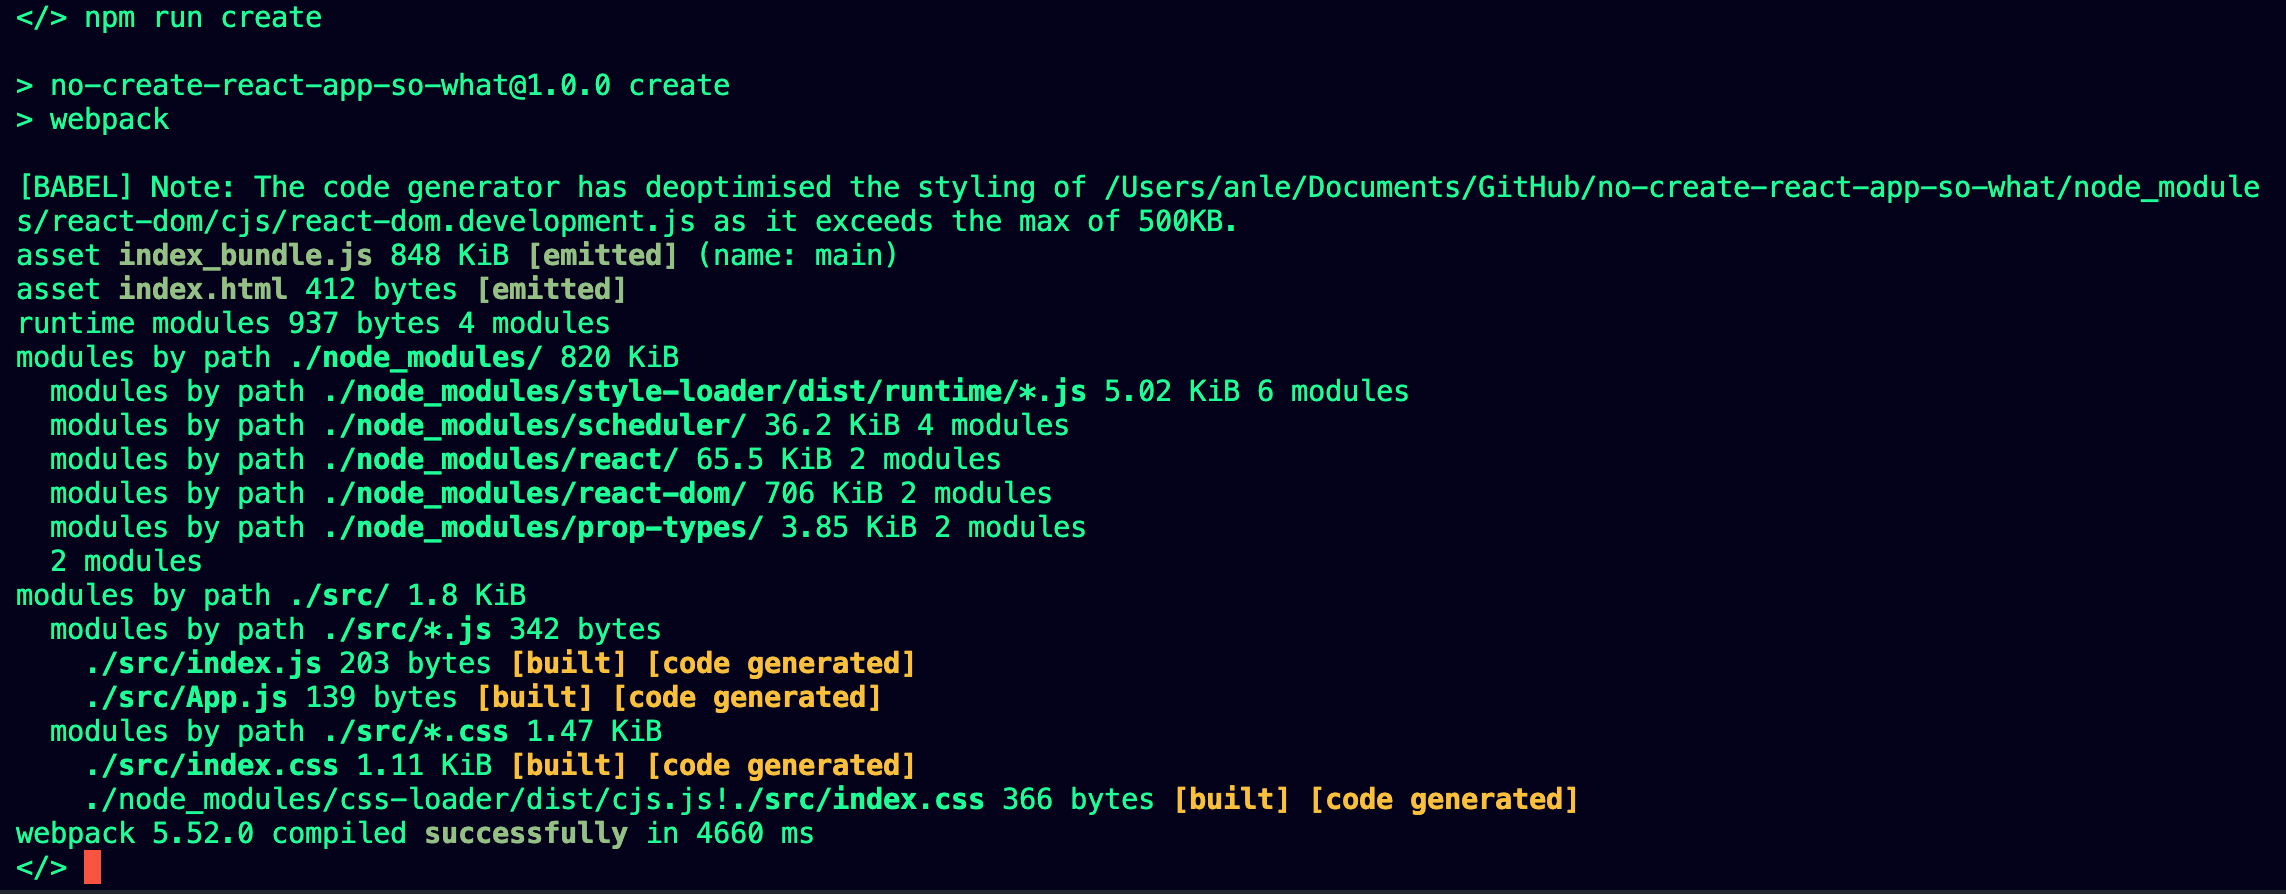 </> npm run create
> no-create-react-app-so-what@1.0.0 create
> webpack
[BABEL] Note: The code generator has deoptimised the styling of /Users/anle/Documents/GitHub/no-create-react-app-so-what/node_module
s/react-dom/cjs/react-dom.development.js as it exceeds the max of 500KB.
asset index_bundle.js 848 KiB [emitted] (name: main)
asset index.html 412 bytes [emitted]
runtime modules 937 bytes 4 modules
modules by path ./node_modules/ 820 KiB
  modules by path ./node_modules/style-loader/dist/runtime/*.js 5.02 KiB 6 modules
  modules by path ./node_modules/scheduler/ 36.2 KiB 4 modules
  modules by path ./node_modules/react/ 65.5 KiB 2 modules
  modules by path ./node_modules/react-dom/ 706 KiB 2 modules
  modules by path ./node_modules/prop-types/ 3.85 KiB 2 modules
  2 modules
modules by path ./src/ 1.8 KiB
  modules by path ./src/*.js 342 bytes
    ./src/index.js 203 bytes [built] [code generated]
    ./src/App.js 139 bytes [built] [code generated]
  modules by path ./src/*.css 1.47 KiB
    ./src/index.css 1.11 KiB [built] [code generated]
    ./node_modules/css-loader/dist/cjs.js!./src/index.css 366 bytes [built] [code generated]
webpack 5.52.0 compiled successfully in 4660 ms
</>